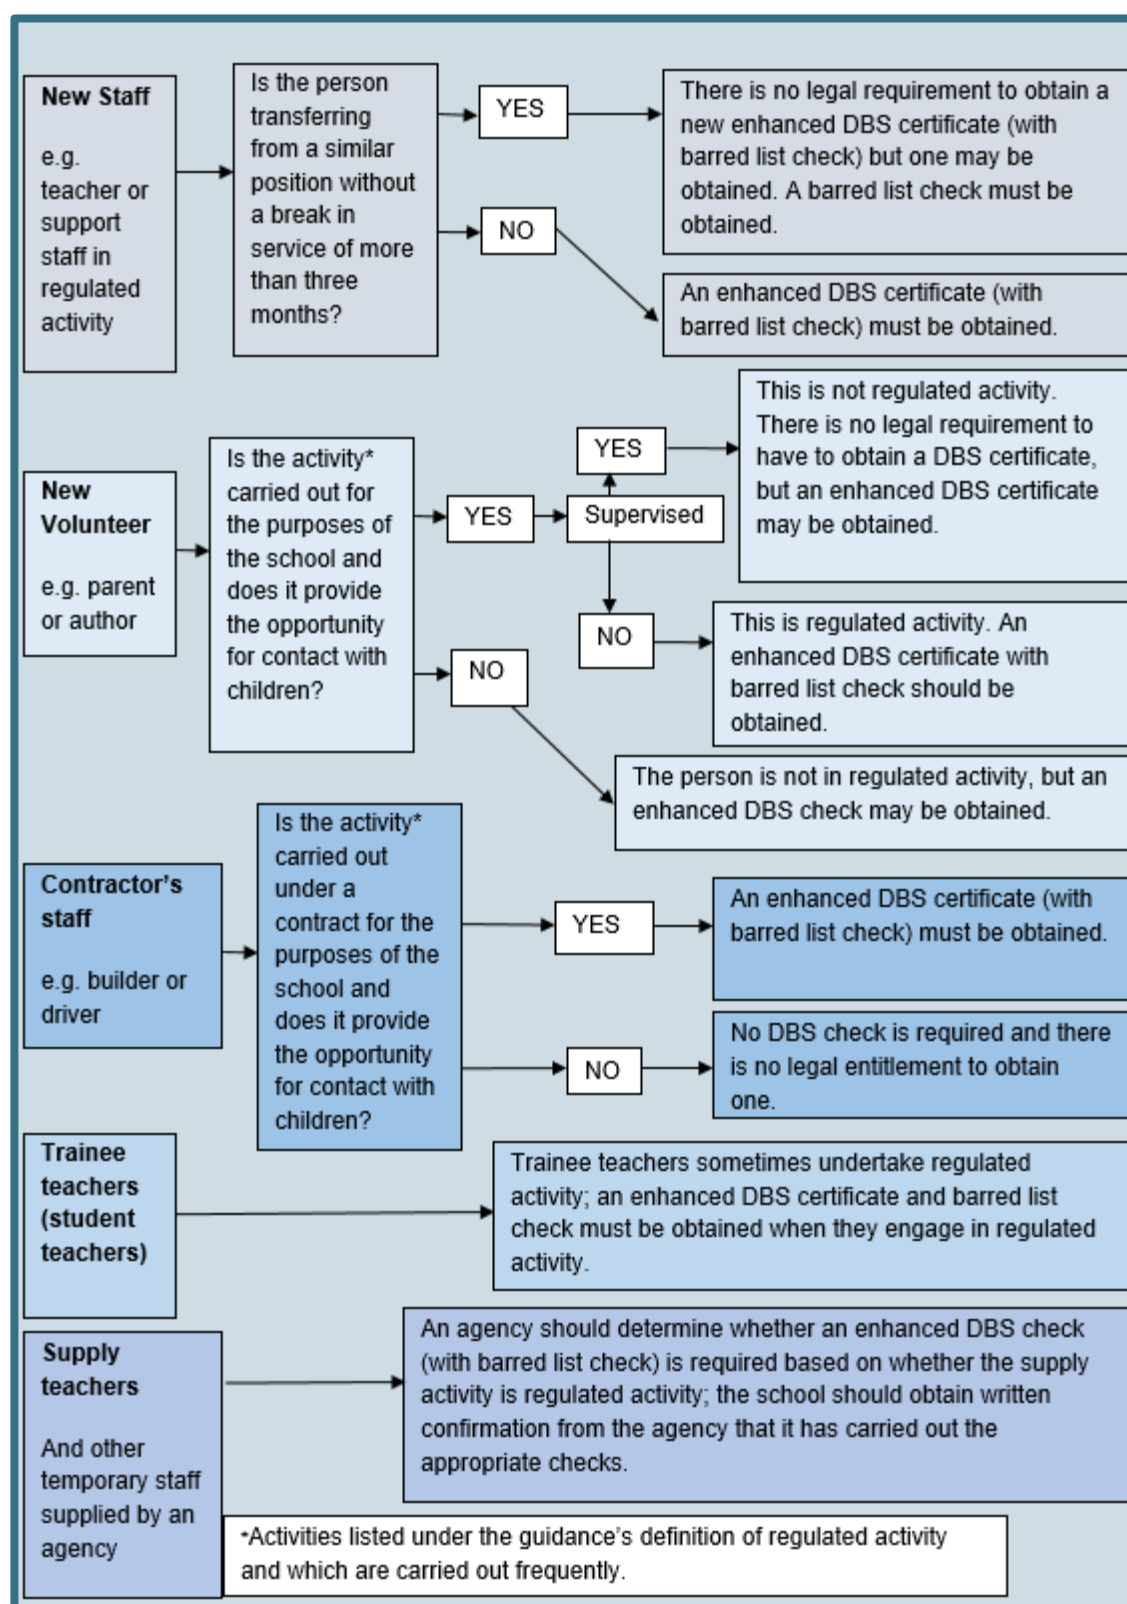 New Staff
e.g.
teacher or
support
staff in
regulated
activity
Is the person
transferring
from a similar
position without
a break in
service of more
than three
months?
YES
There is no legal requirement to obtain a
new enhanced DBS certificate (with
barred list check) but one may be
obtained. A barred list check must be
obtained.
NO
An enhanced DBS certificate (with
barred list check) must be obtained.
New
Volunteer
e.g. parent
or author
Is the activity*
carried out for
the purposes of
the school and
does it provide
the opportunity
for contact with
children?
YES
Supervised
YES
This is not regulated activity.
There is no legal requirement to
have to obtain a DBS certificate,
but an enhanced DBS certificate
may be obtained.
NO
This is regulated activity. An
enhanced DBS certificate with
barred list check should be
obtained.
NO
The person is not in regulated activity, but an
enhanced DBS check may be obtained.
Contractor's
staff
e.g. builder or
driver
Is the activity*
carried out
under a
contract for the
purposes of the
school and
does it provide
the opportunity
for contact with
children?
YES
An enhanced DBS certificate (with
barred list check) must be obtained.
NO
No DBS check is required and there
is no legal entitlement to obtain
one.
Trainee
teachers
(student
teachers)
Trainee teachers sometimes undertake regulated
activity; an enhanced DBS certificate and barred list
check must be obtained when they engage in regulated
activity.
Supply
teachers
And other
temporary staff
supplied by an
agency
An agency should determine whether an enhanced DBS check
(with barred list check) is required based on whether the supply
activity is regulated activity; the school should obtain written
confirmation from the agency that it has carried out the
appropriate checks.
*Activities listed under the guidance's definition of regulated activity
and which are carried out frequently.